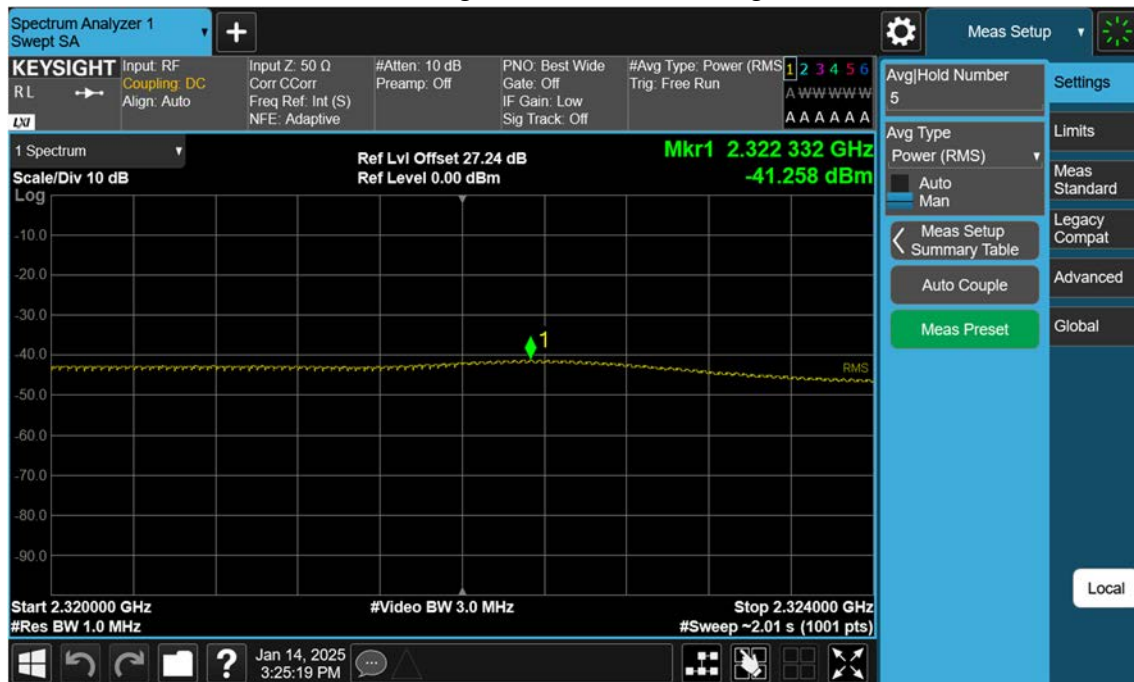 Spectrum Analyzer 1
Swept SA
Meas Setup
KEYSIGHT
R L
LXI
Input: RF
Coupling: DC
Align: Auto
Input Z: 50 Ω
Corr CCorr
Freq Ref: Int (S)
NFE: Adaptive
#Atten: 10 dB
Preamp: Off
PNO: Best Wide
Gate: Off
IF Gain: Low
Sig Track: Off
#Avg Type: Power (RMS
Trig: Free Run
1 2 3 4 5 6
A W W W W W
A A A A A A
1 Spectrum
Scale/Div 10 dB
Ref Lvl Offset 27.24 dB
Ref Level 0.00 dBm
Mkr1 2.322 332 GHz
-41.258 dBm
Log
-10.0
-20.0
-30.0
-40.0
-50.0
-60.0
-70.0
-80.0
-90.0
1
RMS
Start 2.320000 GHz
#Res BW 1.0 MHz
#Video BW 3.0 MHz
Stop 2.324000 GHz
#Sweep ~2.01 s (1001 pts)
Avg|Hold Number
5
Avg Type
Power (RMS)
Auto
Man
Meas Setup
Summary Table
Auto Couple
Meas Preset
Settings
Limits
Meas
Standard
Legacy
Compat
Advanced
Global
Local
?
Jan 14, 2025
3:25:19 PM